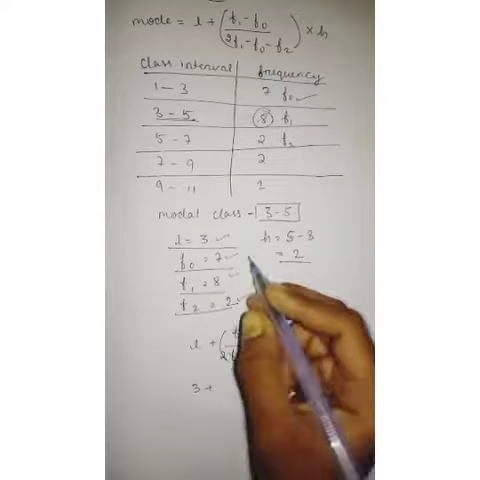 mode = l + (f₁ - f₀ / 2f₁ - f₀ - f₂) × h
class interval frequency
1 - 3 7 f₀ ✓
3 - 5 8 f₁
5 - 7 2 f₂
7 - 9 2
9 - 11 1
modal class - 3-5
l = 3 ✓ h = 5 - 3
f₀ = 7 ✓ = 2
f₁ = 8 ✓
f₂ = 2 ✓
l + (
3 +